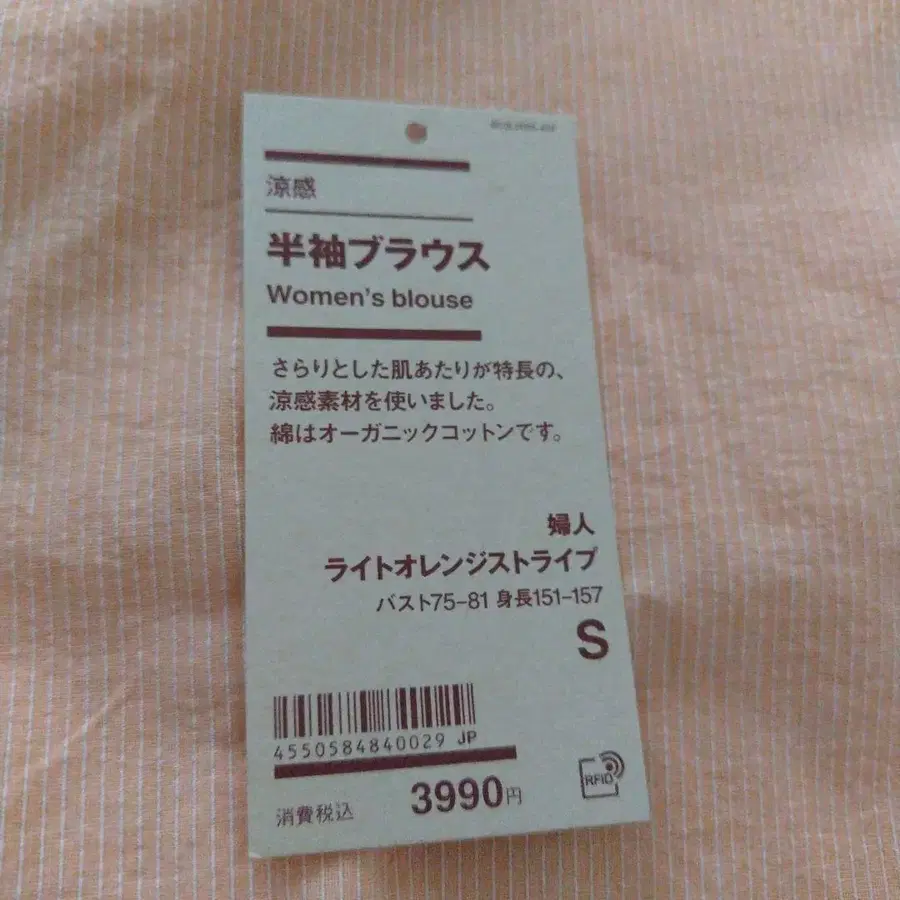 涼感
半袖ブラウス
Women's blouse
さらりとした肌あたりが特長の、
涼感素材を使いました。
綿はオーガニックコットンです。
婦人
ライトオレンジストライプ
バスト75-81 身長151-157
S
4550584840029 JP
消費税込 3990円
RFID